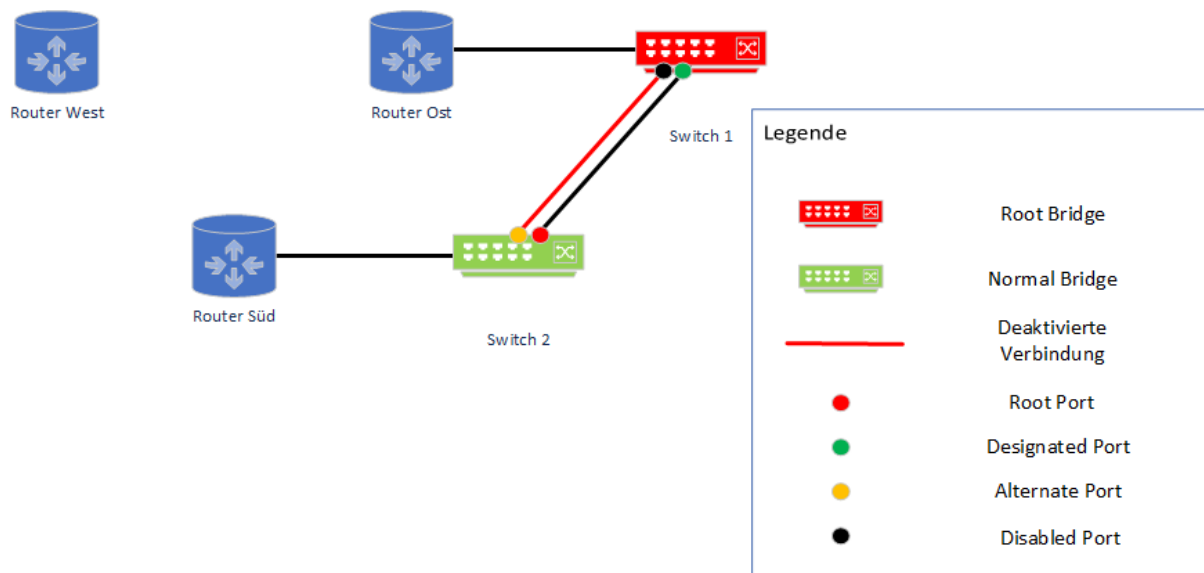 Router West
Router Ost
Switch 1
Router Süd
Switch 2
Legende
Root Bridge
Normal Bridge
Deaktivierte
Verbindung
Root Port
Designated Port
Alternate Port
Disabled Port